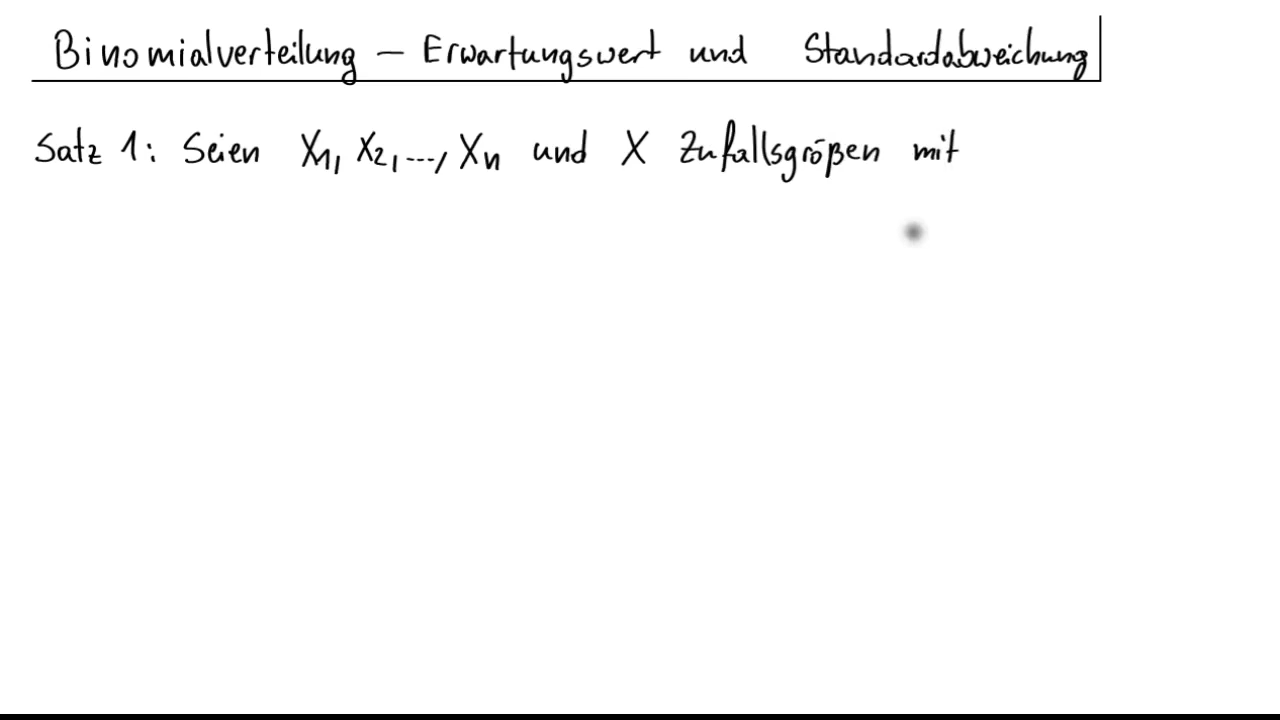 Binomialverteilung – Erwartungswert und Standardabweichung
Satz 1: Seien X₁, X₂, ..., Xₙ und X Zufallsgrößen mit